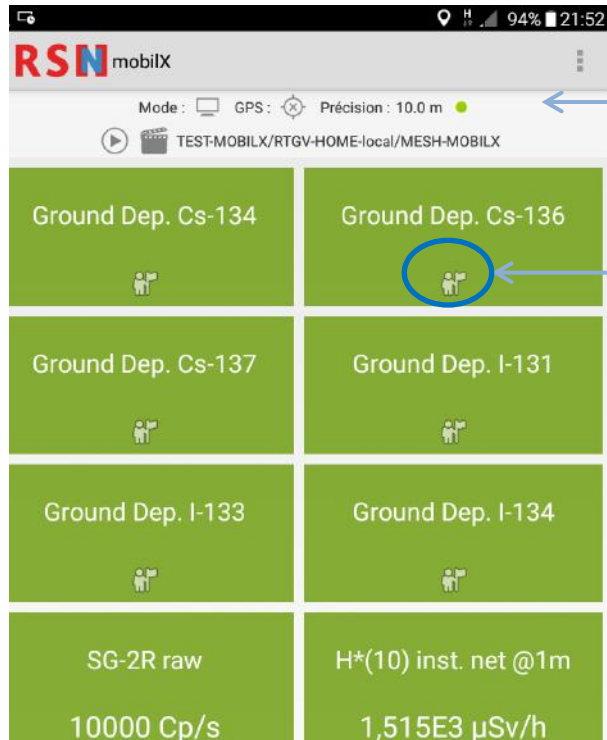 H 94% 21:52
RSN mobilX
Mode : GPS : Précision : 10.0 m
TEST-MOBILX/RTGV-HOME-local/MESH-MOBILX
Ground Dep. Cs-134 Ground Dep. Cs-136
Ground Dep. Cs-137 Ground Dep. I-131
Ground Dep. I-133 Ground Dep. I-134
SG-2R raw H*(10) inst. net @1m
10000 Cp/s 1,515E3 µSv/h